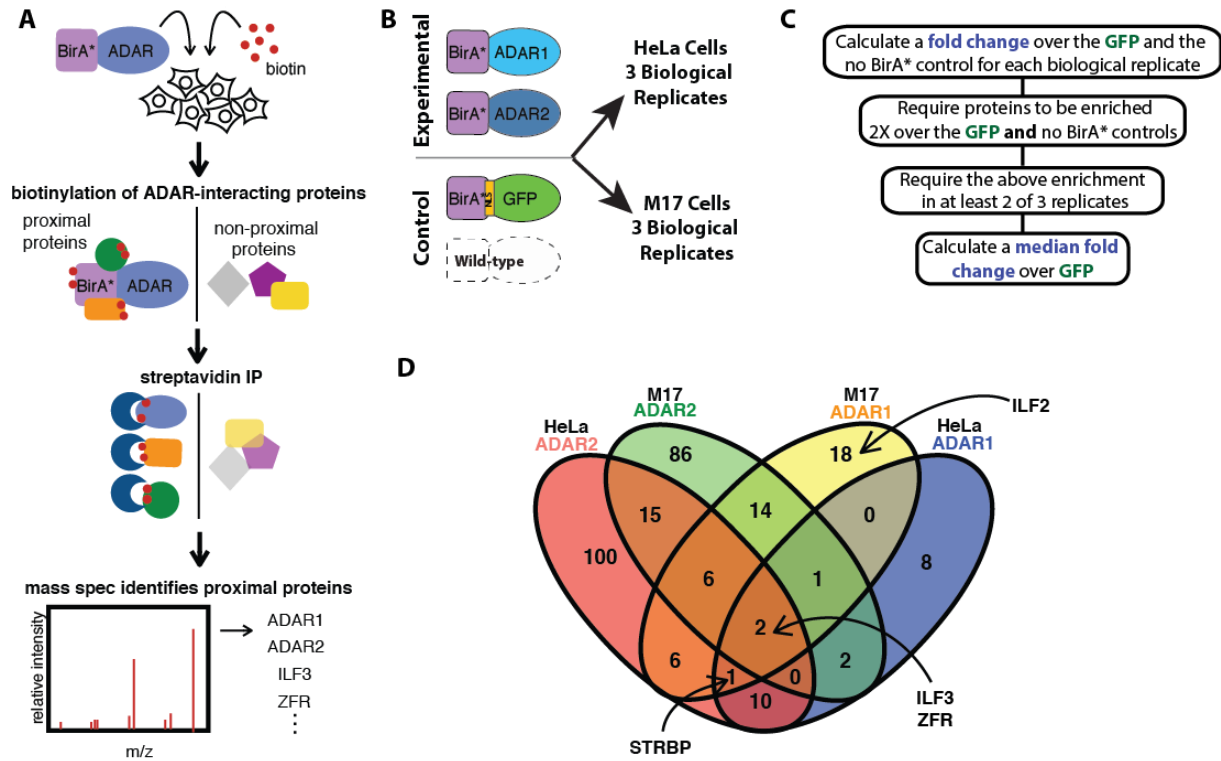 A
BirA*
ADAR
biotin
biotinylation of ADAR-interacting proteins
proximal
proteins
non-proximal
proteins
BirA*
ADAR
streptavidin IP
mass spec identifies proximal proteins
relative intensity
m/z
ADAR1
ADAR2
ILF3
ZFR
B
Experimental
BirA*
ADAR1
BirA*
ADAR2
Control
BirA*
NLS
GFP
Wild-type
HeLa Cells
3 Biological
Replicates
M17 Cells
3 Biological
Replicates
C
Calculate a fold change over the GFP and the
no BirA* control for each biological replicate
Require proteins to be enriched
2X over the GFP and no BirA* controls
Require the above enrichment
in at least 2 of 3 replicates
Calculate a median fold
change over GFP
D
HeLa
ADAR2
M17
ADAR2
M17
ADAR1
HeLa
ADAR1
ILF2
86
18
15
14
0
100
8
6
1
2
6
1
0
2
10
ILF3
ZFR
STRBP